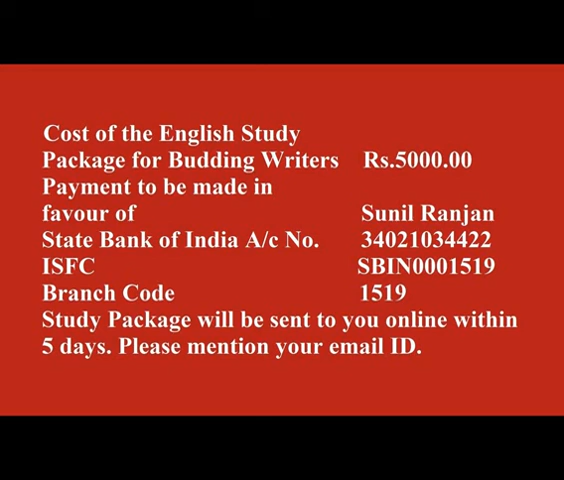 Cost of the English Study
Package for Budding Writers Rs.5000.00
Payment to be made in
favour of Sunil Ranjan
State Bank of India A/c No. 34021034422
ISFC SBIN0001519
Branch Code 1519
Study Package will be sent to you online within
5 days. Please mention your email ID.